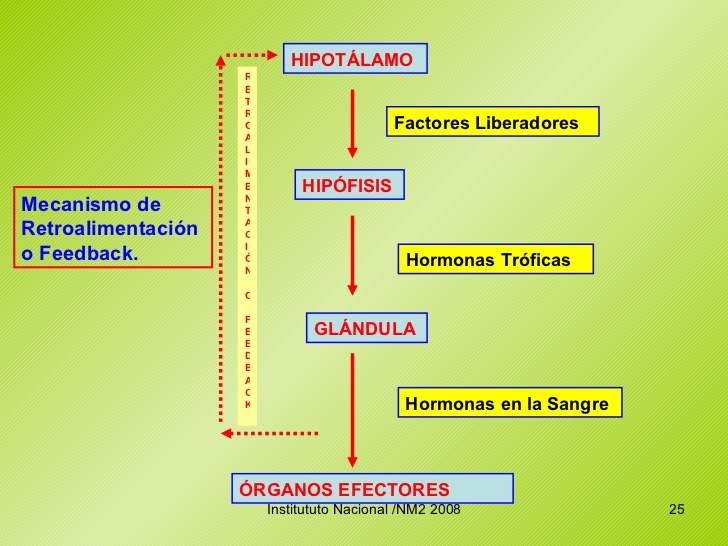 HIPOTÁLAMO
Factores Liberadores
HIPÓFISIS
Mecanismo de
Retroalimentación
o Feedback.
RETROALIMENTACIÓN O FEEDBACK
Hormonas Tróficas
GLÁNDULA
Hormonas en la Sangre
ÓRGANOS EFECTORES
Institututo Nacional /NM2 2008
25